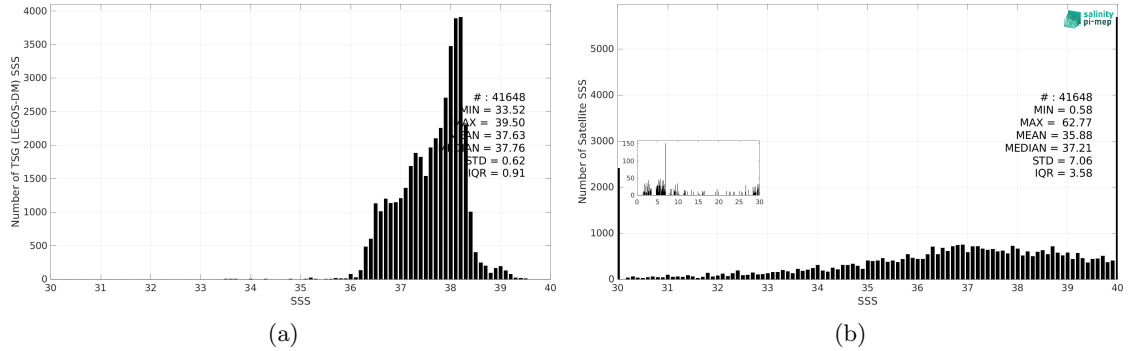 4000
3500
3000
2500
2000
1500
1000
500
0
Number of TSG (LEGOS-DM) SSS
# : 41648
MIN = 33.52
MAX = 39.50
MEAN = 37.63
MEDIAN = 37.76
STD = 0.62
IQR = 0.91
30 31 32 33 34 35 36 37 38 39 40
SSS
(a)
salinity
pi-mep
5000
4000
3000
2000
1000
0
Number of Satellite SSS
# : 41648
MIN = 0.58
MAX = 62.77
MEAN = 35.88
MEDIAN = 37.21
STD = 7.06
IQR = 3.58
150
100
50
0
0 5 10 15 20 25 30
30 31 32 33 34 35 36 37 38 39 40
SSS
(b)